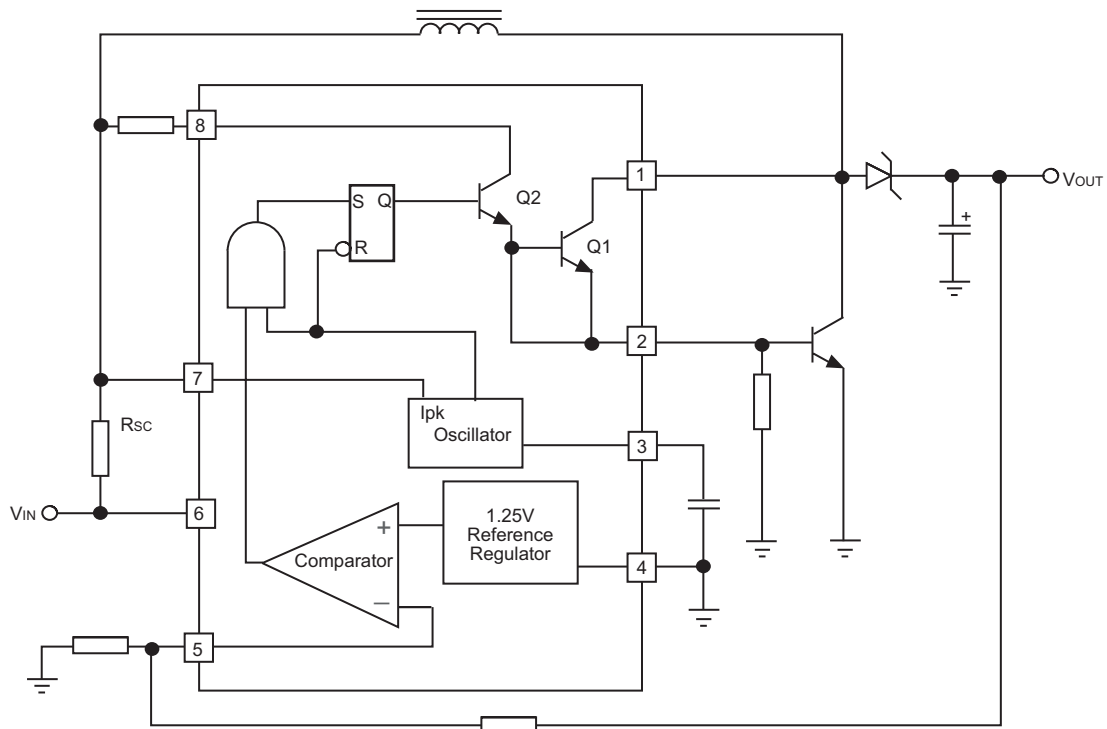 8
1
S Q
Q2
VOUT
R
Q1
+
2
7
Ipk
Oscillator
RSC
3
VIN
6
1.25V
Reference
Regulator
+
Comparator
4
−
5